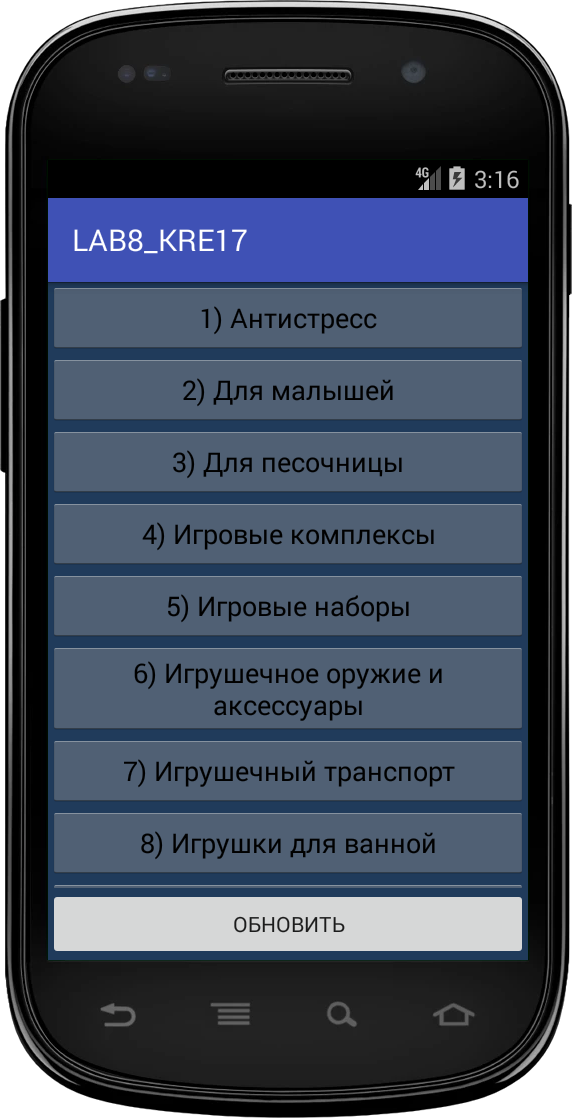 4G 3:16
LAB8_KRE17
1) Антистресс
2) Для малышей
3) Для песочницы
4) Игровые комплексы
5) Игровые наборы
6) Игрушечное оружие и
аксессуары
7) Игрушечный транспорт
8) Игрушки для ванной
ОБНОВИТЬ